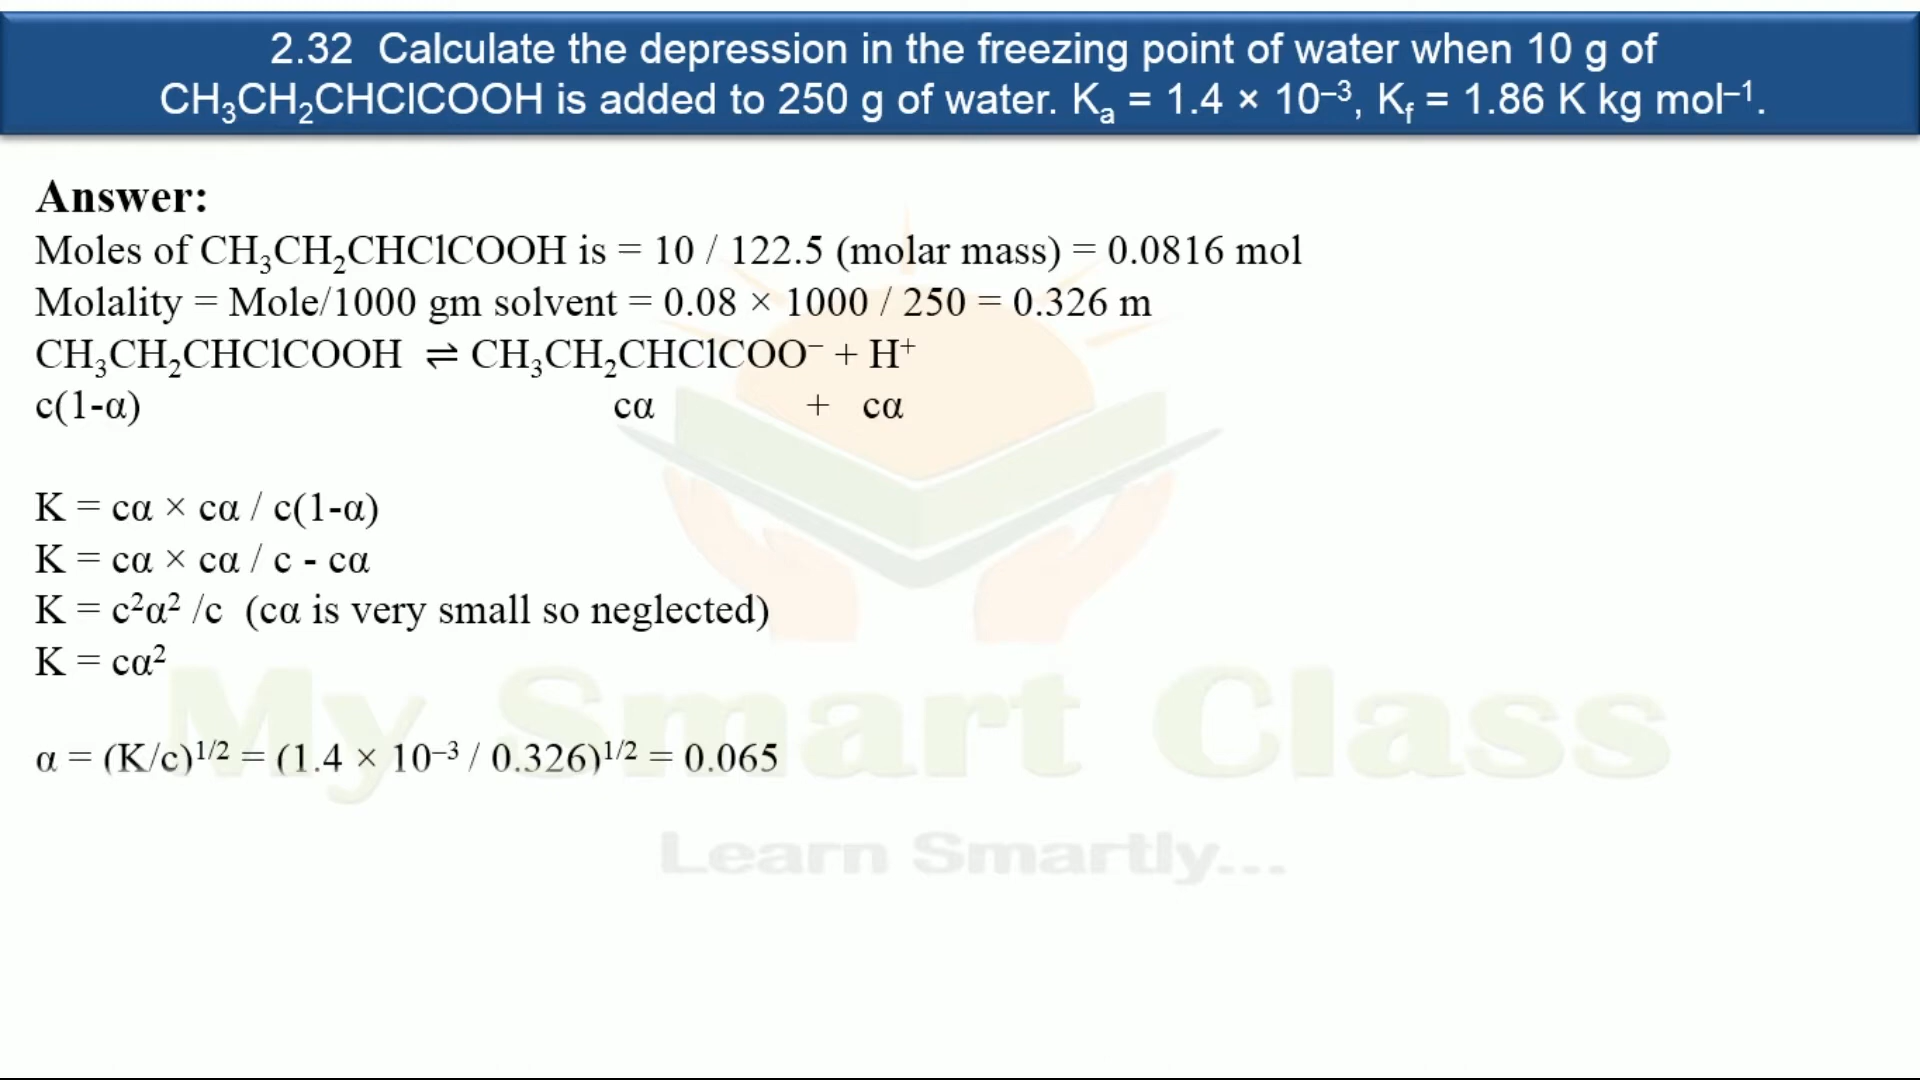 2.32 Calculate the depression in the freezing point of water when 10 g of
CH₃CH₂CHClCOOH is added to 250 g of water. Kₐ = 1.4 × 10⁻³, K_f = 1.86 K kg mol⁻¹.
Answer:
Moles of CH₃CH₂CHClCOOH is = 10 / 122.5 (molar mass) = 0.0816 mol
Molality = Mole/1000 gm solvent = 0.08 × 1000 / 250 = 0.326 m
CH₃CH₂CHClCOOH ⇌ CH₃CH₂CHClCOO⁻ + H⁺
c(1-α) cα + cα
K = cα × cα / c(1-α)
K = cα × cα / c - cα
K = c²α² /c (cα is very small so neglected)
K = cα²
α = (K/c)¹/² = (1.4 × 10⁻³ / 0.326)¹/² = 0.065
My Smart Class
Learn Smartly...